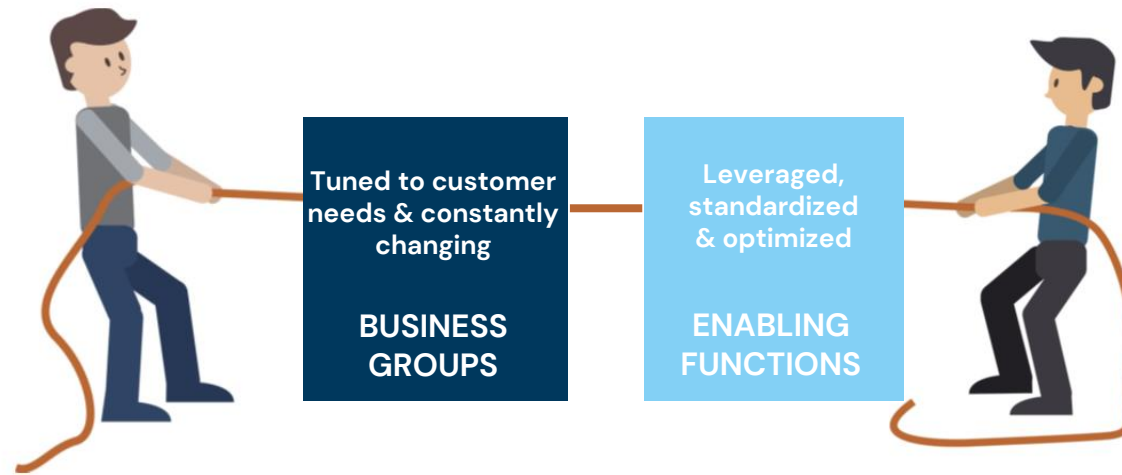 Tuned to customer
needs & constantly
changing
BUSINESS
GROUPS
Leveraged,
standardized
& optimized
ENABLING
FUNCTIONS